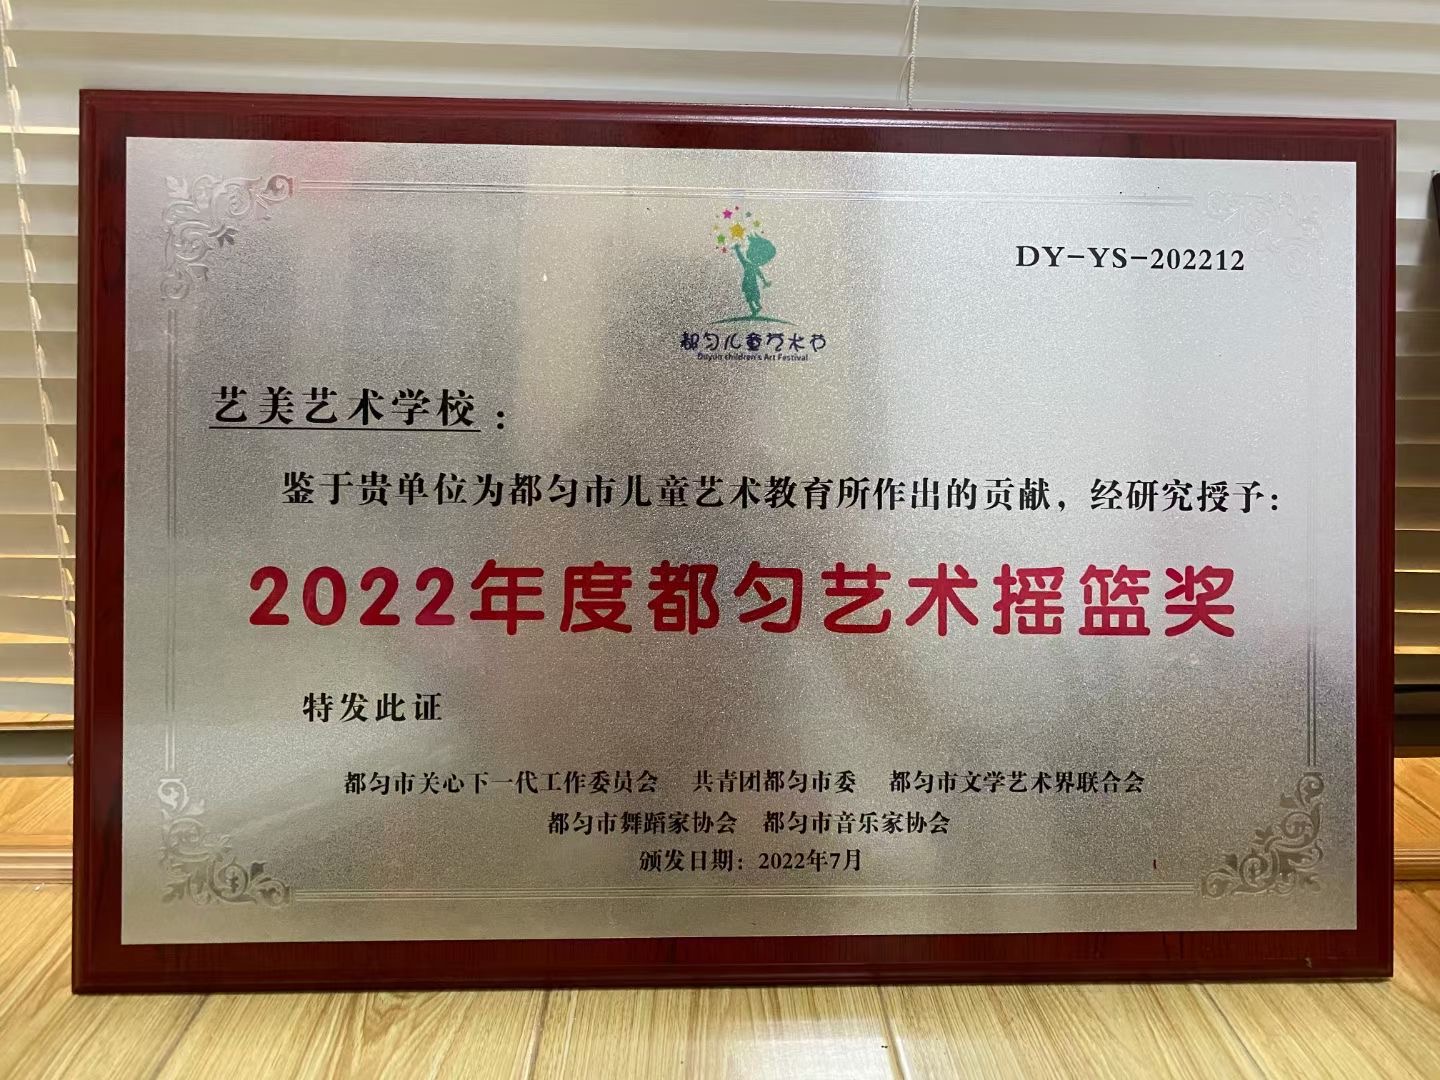 DY-YS-202212
都匀儿童艺术节
Duyun children's Art Festival
艺美艺术学校：
鉴于贵单位为都匀市儿童艺术教育所作出的贡献，经研究授予：
2022年度都匀艺术摇篮奖
特发此证
都匀市关心下一代工作委员会 共青团都匀市委 都匀市文学艺术界联合会
都匀市舞蹈家协会 都匀市音乐家协会
颁发日期：2022年7月